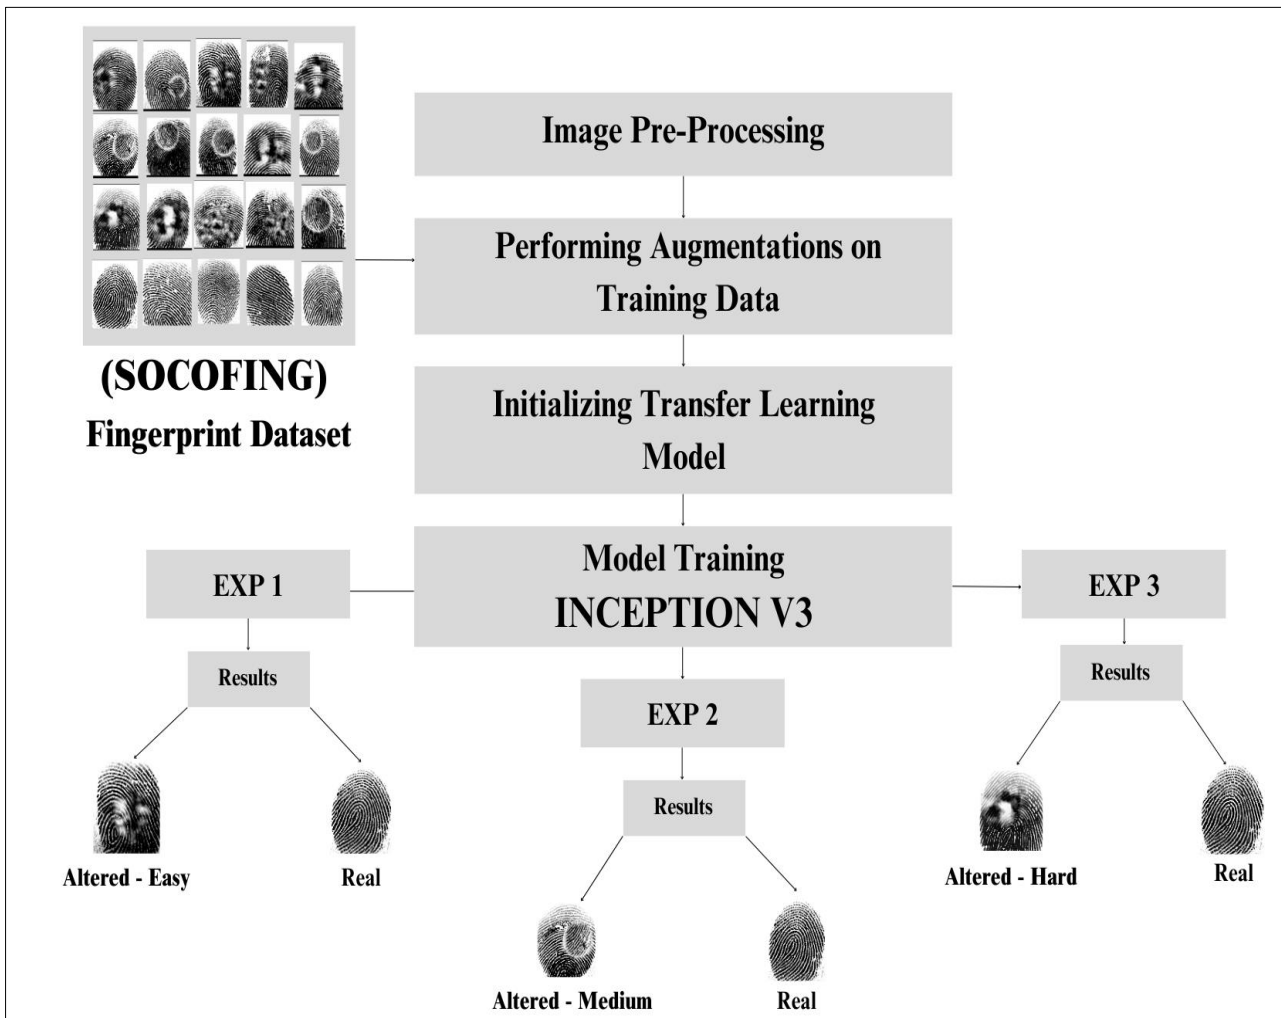 Image Pre-Processing
Performing Augmentations on
Training Data
(SOCOFING)
Fingerprint Dataset
Initializing Transfer Learning
Model
Model Training
INCEPTION V3
EXP 1
Results
Altered - Easy
Real
EXP 2
Results
Altered - Medium
Real
EXP 3
Results
Altered - Hard
Real